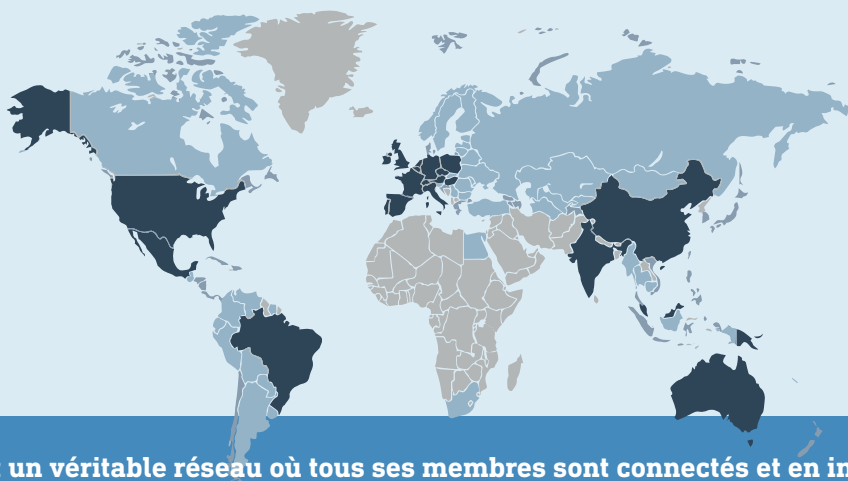 un véritable réseau où tous ses membres sont connectés et en